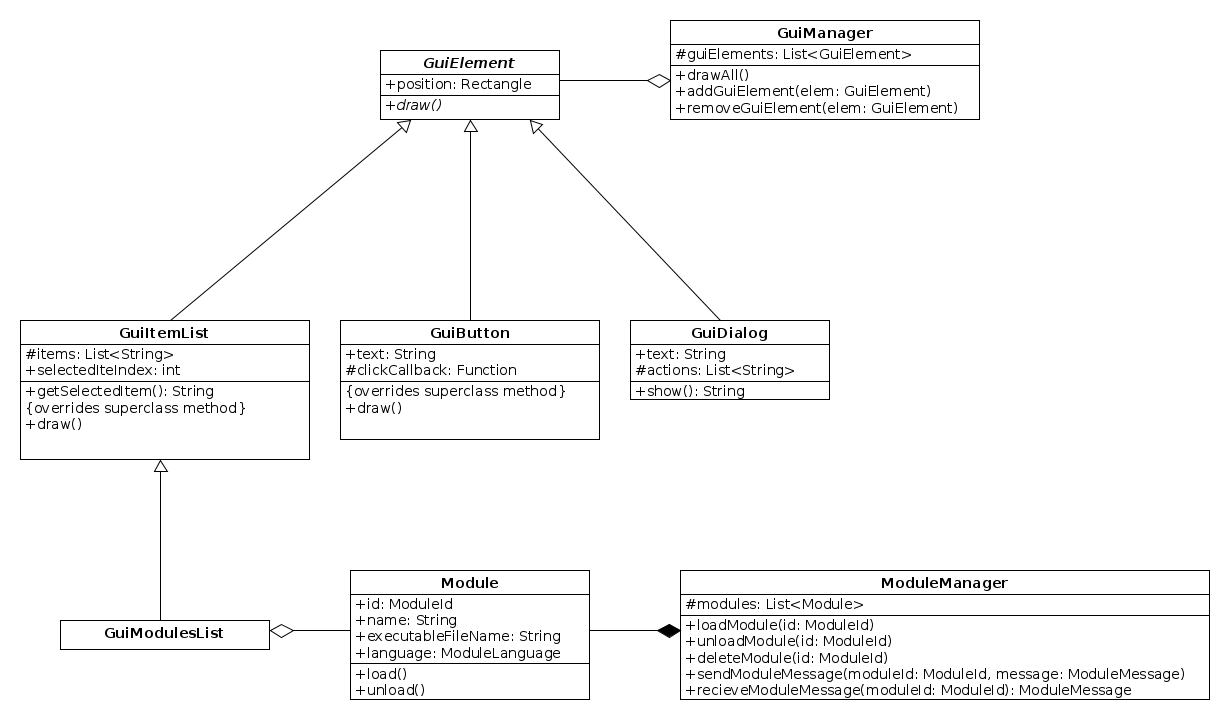 GuiManager
#guiElements: List<GuiElement>
+drawAll()
+addGuiElement(elem: GuiElement)
+removeGuiElement(elem: GuiElement)
GuiElement
+position: Rectangle
+draw()
GuiItemList
#items: List<String>
+selectedIteIndex: int
+getSelectedItem(): String
{overrides superclass method}
+draw()
GuiButton
+text: String
#clickCallback: Function
{overrides superclass method}
+draw()
GuiDialog
+text: String
#actions: List<String>
+show(): String
GuiModulesList
Module
+id: ModuleId
+name: String
+executableFileName: String
+language: ModuleLanguage
+load()
+unload()
ModuleManager
#modules: List<Module>
+loadModule(id: ModuleId)
+unloadModule(id: ModuleId)
+deleteModule(id: ModuleId)
+sendModuleMessage(moduleId: ModuleId, message: ModuleMessage)
+recieveModuleMessage(moduleId: ModuleId): ModuleMessage